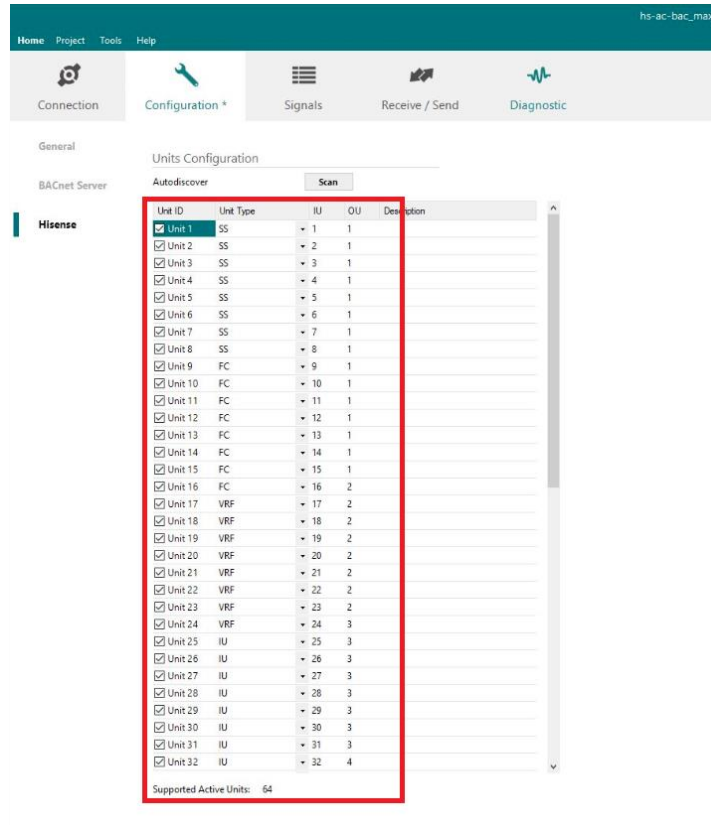 hs-ac-bac_max
Home Project Tools Help
Connection Configuration * Signals Receive / Send Diagnostic
General
BACnet Server
Hisense
Units Configuration
Autodiscover Scan
Unit ID Unit Type IU OU Description
Unit 1 SS 1 1
Unit 2 SS 2 1
Unit 3 SS 3 1
Unit 4 SS 4 1
Unit 5 SS 5 1
Unit 6 SS 6 1
Unit 7 SS 7 1
Unit 8 SS 8 1
Unit 9 FC 9 1
Unit 10 FC 10 1
Unit 11 FC 11 1
Unit 12 FC 12 1
Unit 13 FC 13 1
Unit 14 FC 14 1
Unit 15 FC 15 1
Unit 16 FC 16 2
Unit 17 VRF 17 2
Unit 18 VRF 18 2
Unit 19 VRF 19 2
Unit 20 VRF 20 2
Unit 21 VRF 21 2
Unit 22 VRF 22 2
Unit 23 VRF 23 2
Unit 24 VRF 24 3
Unit 25 IU 25 3
Unit 26 IU 26 3
Unit 27 IU 27 3
Unit 28 IU 28 3
Unit 29 IU 29 3
Unit 30 IU 30 3
Unit 31 IU 31 3
Unit 32 IU 32 4
Supported Active Units: 64